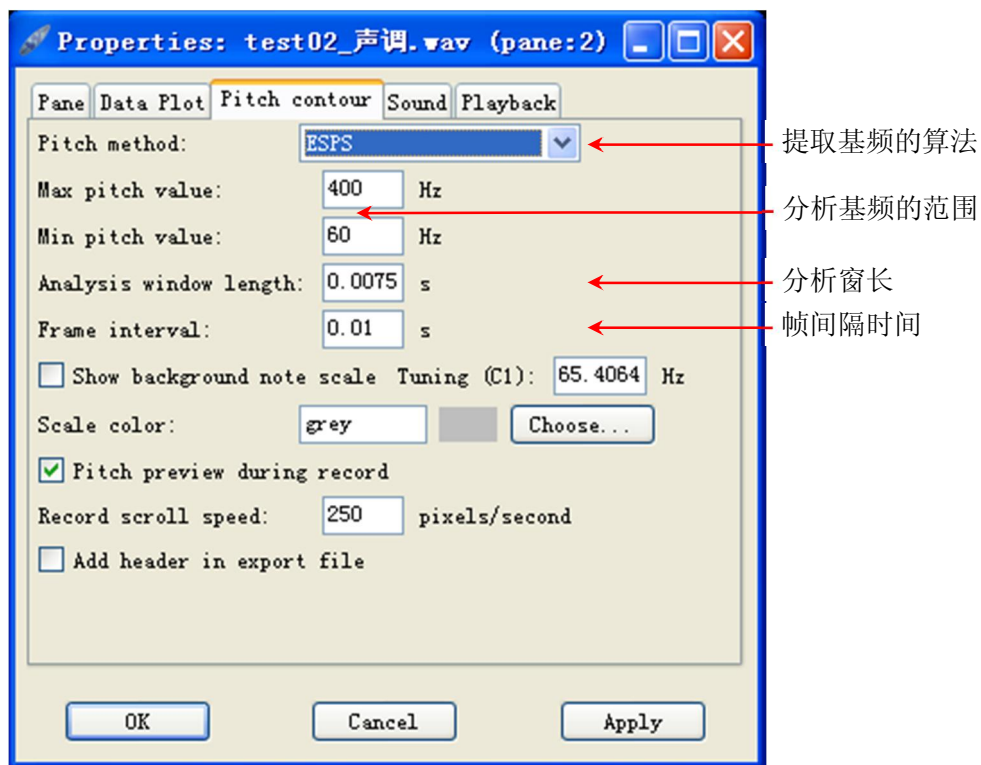 Properties: test02_声调.wav (pane:2)
Pane Data Plot Pitch contour Sound Playback
Pitch method: ESPS 提取基频的算法
Max pitch value: 400 Hz
分析基频的范围
Min pitch value: 60 Hz
Analysis window length: 0.0075 s 分析窗长
Frame interval: 0.01 s 帧间隔时间
Show background note scale Tuning (C1): 65.4064 Hz
Scale color: grey Choose...
Pitch preview during record
Record scroll speed: 250 pixels/second
Add header in export file
OK Cancel Apply